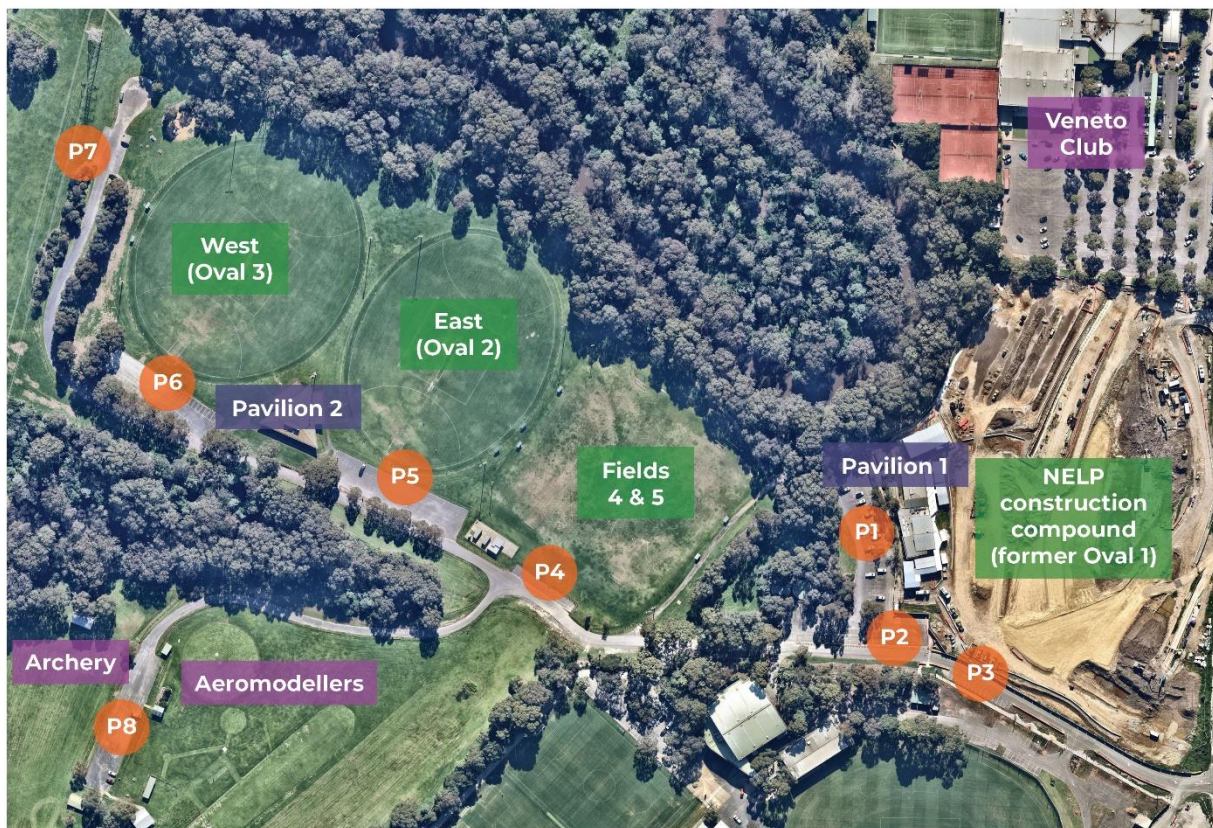 Veneto
Club
P7
West
(Oval 3)
East
(Oval 2)
P6
Pavilion 2
P5
Fields
4 & 5
Pavilion 1
P1
NELP
construction
compound
(former Oval 1)
P4
P2
P3
Archery
Aeromodellers
P8